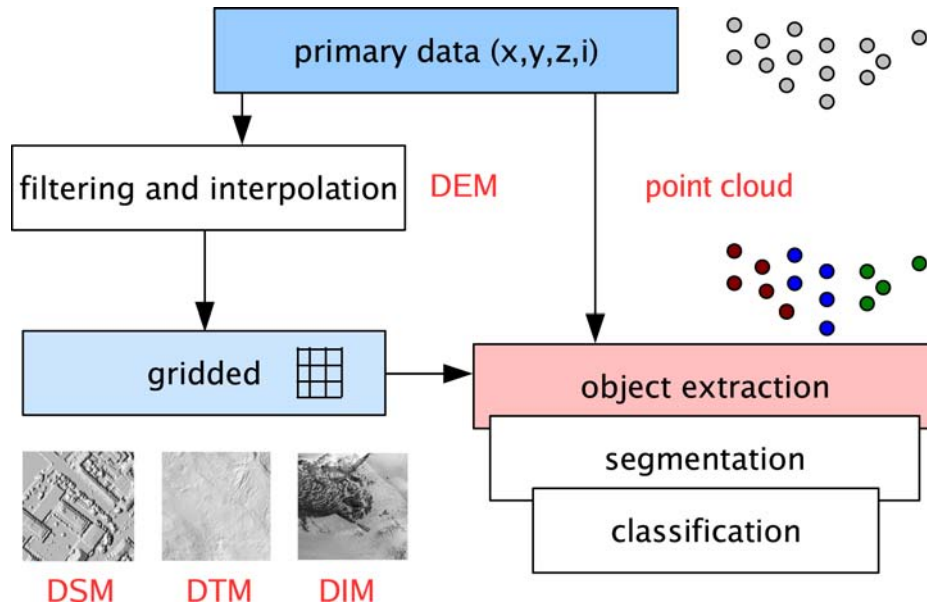 primary data (x,y,z,i)
filtering and interpolation
DEM
point cloud
gridded
object extraction
segmentation
classification
DSM
DTM
DIM